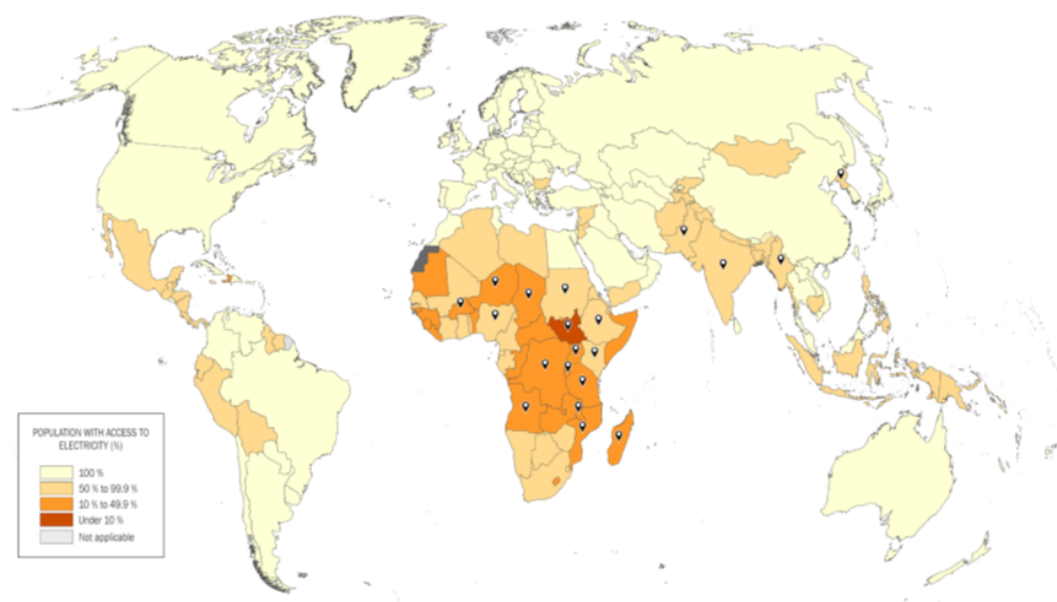 POPULATION WITH ACCESS TO
ELECTRICITY (%)
100 %
50 % to 99.9 %
10 % to 49.9 %
Under 10 %
Not applicable